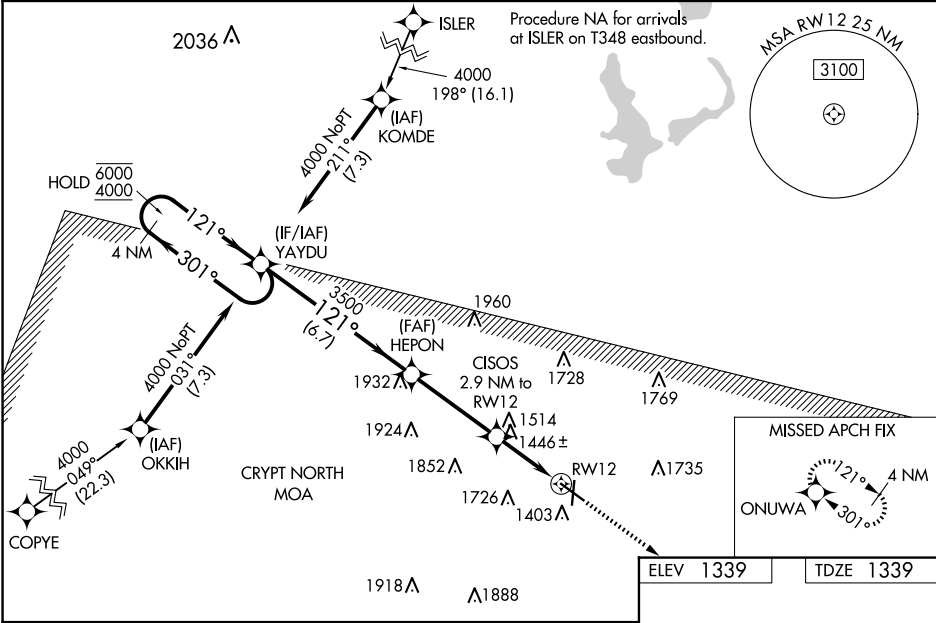 Procedure NA for arrivals
at ISLER on T348 eastbound.
MSA RW12 25 NM
3100
2036
ISLER
4000
198° (16.1)
(IAF)
KOMDE
4000 NoPT
211°
(7.3)
HOLD 6000
4000
4 NM
121°
301°
(IF/IAF)
YAYDU
3500
121°
(6.7)
1960
(FAF)
HEPON
1728
1769
CISOS
2.9 NM to
RW12
1932
1514
1446 ±
1924
1852
1726
1403
RW12
1735
4000 NoPT
031°
(7.3)
(IAF)
OKKIH
4000
049°
(22.3)
COPYE
CRYPT NORTH
MOA
MISSED APCH FIX
121°
4 NM
ONUWA
301°
1918
1888
ELEV 1339
TDZE 1339